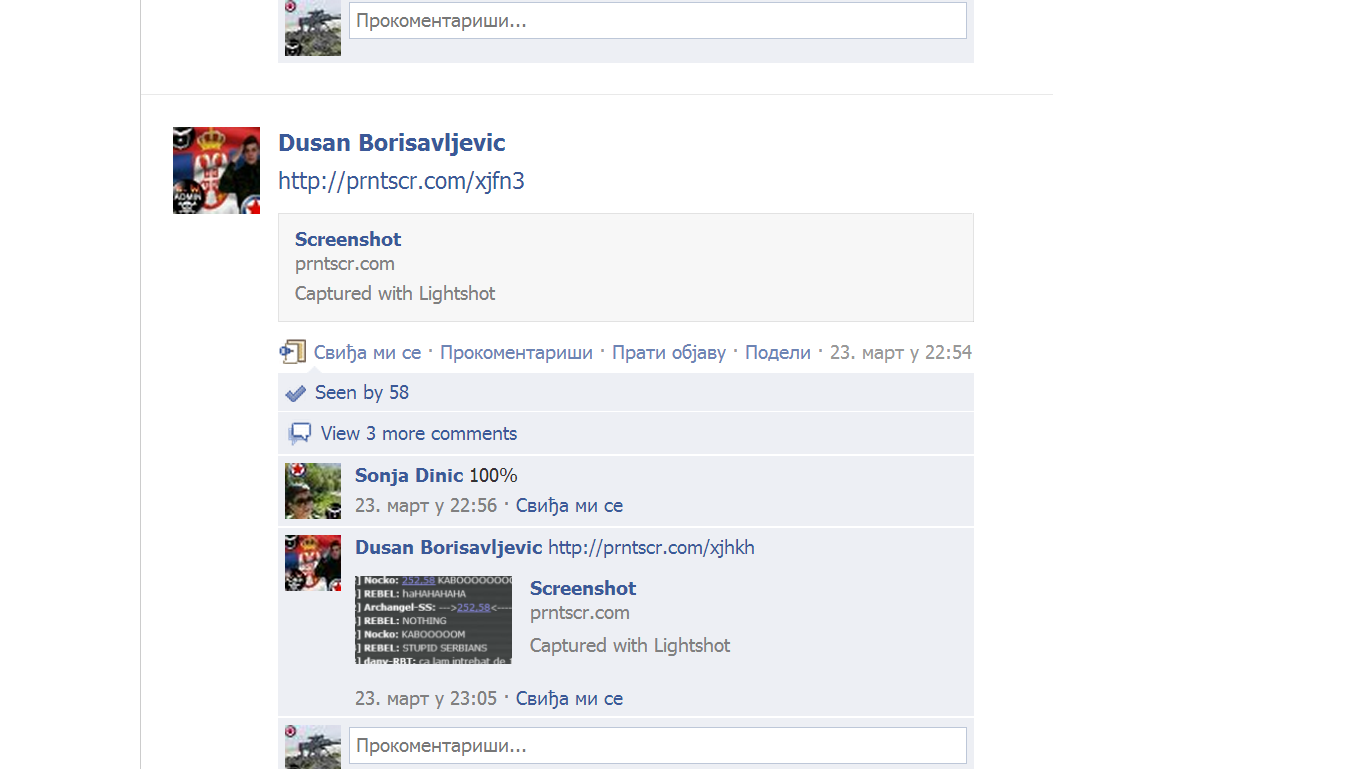 Прокоментариши...
Dusan Borisavljevic
http://prntscr.com/xjfn3
ADMIN
Screenshot
prntscr.com
Captured with Lightshot
Свиђа ми се · Прокоментариши · Прати објаву · Подели · 23. март у 22:54
Seen by 58
View 3 more comments
Sonja Dinic 100%
23. март у 22:56 · Свиђа ми се
Dusan Borisavljevic http://prntscr.com/xjhkh
] Nocko: 252.58 KABOOOOOOOO
] REBEL: haHAHAHAHA
] Archangel-SS: --->252.58<----
] REBEL: NOTHING
] Nocko: KABOOOOOM
] REBEL: STUPID SERBIANS
] dany-RBT: ca lam intrehat de
Screenshot
prntscr.com
Captured with Lightshot
23. март у 23:05 · Свиђа ми се
Прокоментариши...